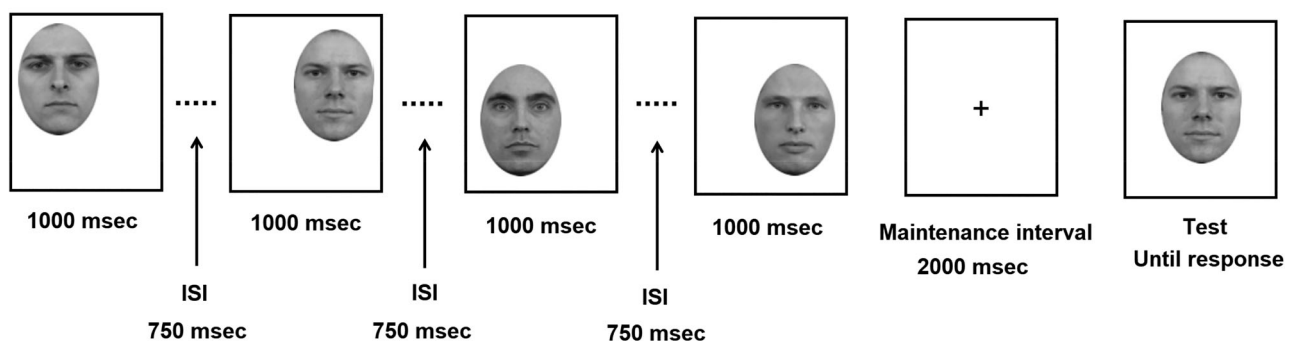 1000 msec
1000 msec
1000 msec
1000 msec
+
Maintenance interval
2000 msec
Test
Until response
ISI
750 msec
ISI
750 msec
ISI
750 msec